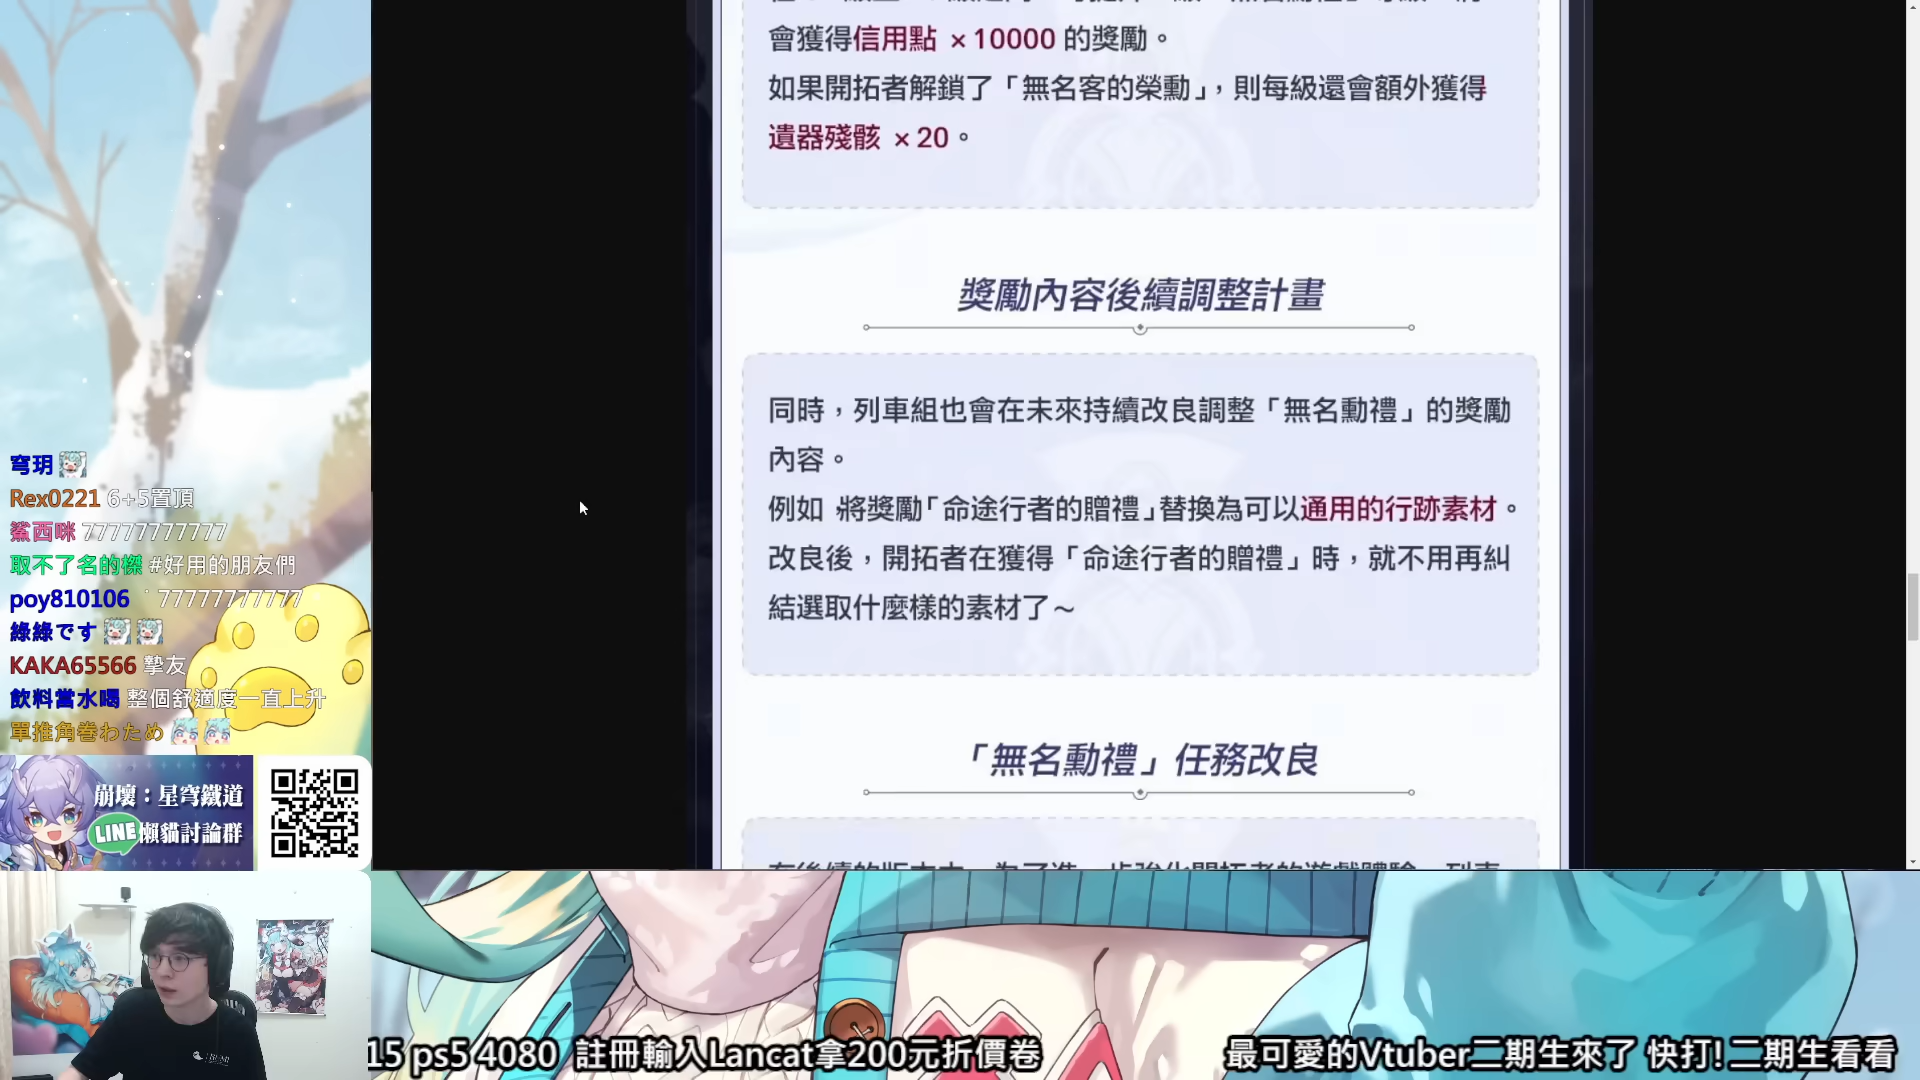 會獲得信用點 ×10000 的獎勵。
如果開拓者解鎖了「無名客的榮勳」，則每級還會額外獲得
遺器殘骸 ×20。
獎勵內容後續調整計畫
同時，列車組也會在未來持續改良調整「無名勳禮」的獎勵
內容。
例如 將獎勵「命途行者的贈禮」替換為可以通用的行跡素材。
改良後，開拓者在獲得「命途行者的贈禮」時，就不用再糾
結選取什麼樣的素材了～
「無名勳禮」任務改良
穹玥
Rex0221 6+5置頂
鯊西咪 77777777777
取不了名的傑 #好用的朋友們
poy810106 ˙77777777777
綠綠です
KAKA65566 摯友
飲料當水喝 整個舒適度一直上升
單推角巻わため
崩壞：星穹鐵道
LINE 懶貓討論群
15 ps5 4080 註冊輸入Lancat拿200元折價卷
最可愛的Vtuber二期生來了 快打! 二期生看看